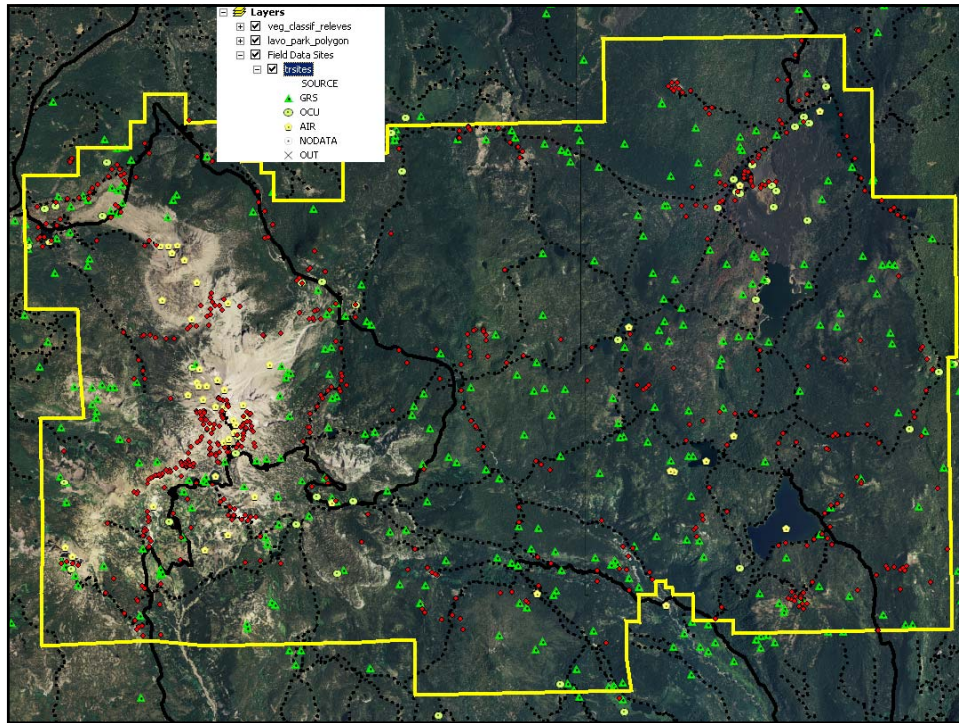 Layers
veg_classif_releves
lavo_park_polygon
Field Data Sites
trsites
SOURCE
GRS
OCU
AIR
NODATA
OUT